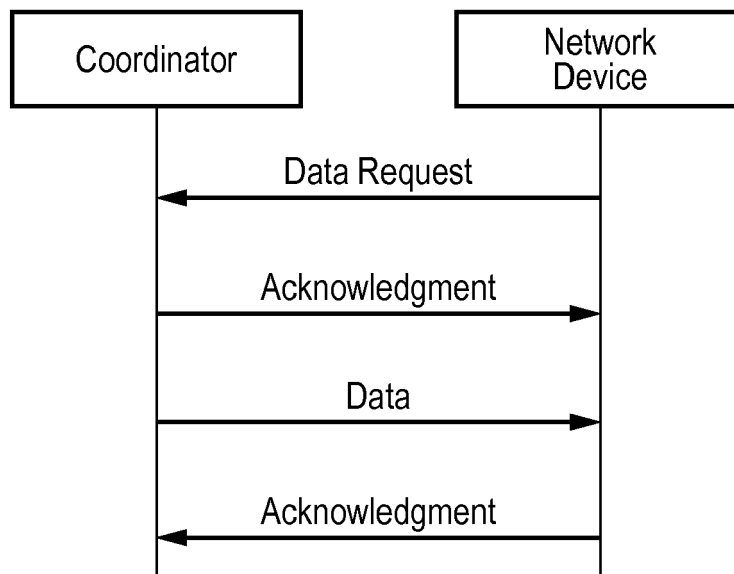 Coordinator
Network
Device
Data Request
Acknowledgment
Data
Acknowledgment